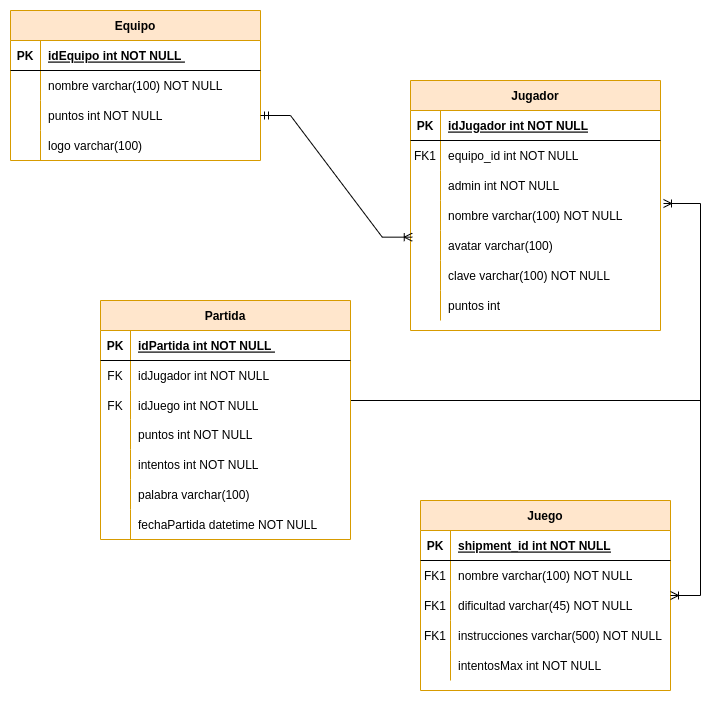 Equipo
PK idEquipo int NOT NULL
nombre varchar(100) NOT NULL
puntos int NOT NULL
logo varchar(100)
Jugador
PK idJugador int NOT NULL
FK1 equipo_id int NOT NULL
admin int NOT NULL
nombre varchar(100) NOT NULL
avatar varchar(100)
clave varchar(100) NOT NULL
puntos int
Partida
PK idPartida int NOT NULL
FK idJugador int NOT NULL
FK idJuego int NOT NULL
puntos int NOT NULL
intentos int NOT NULL
palabra varchar(100)
fechaPartida datetime NOT NULL
Juego
PK shipment_id int NOT NULL
FK1 nombre varchar(100) NOT NULL
FK1 dificultad varchar(45) NOT NULL
FK1 instrucciones varchar(500) NOT NULL
intentosMax int NOT NULL